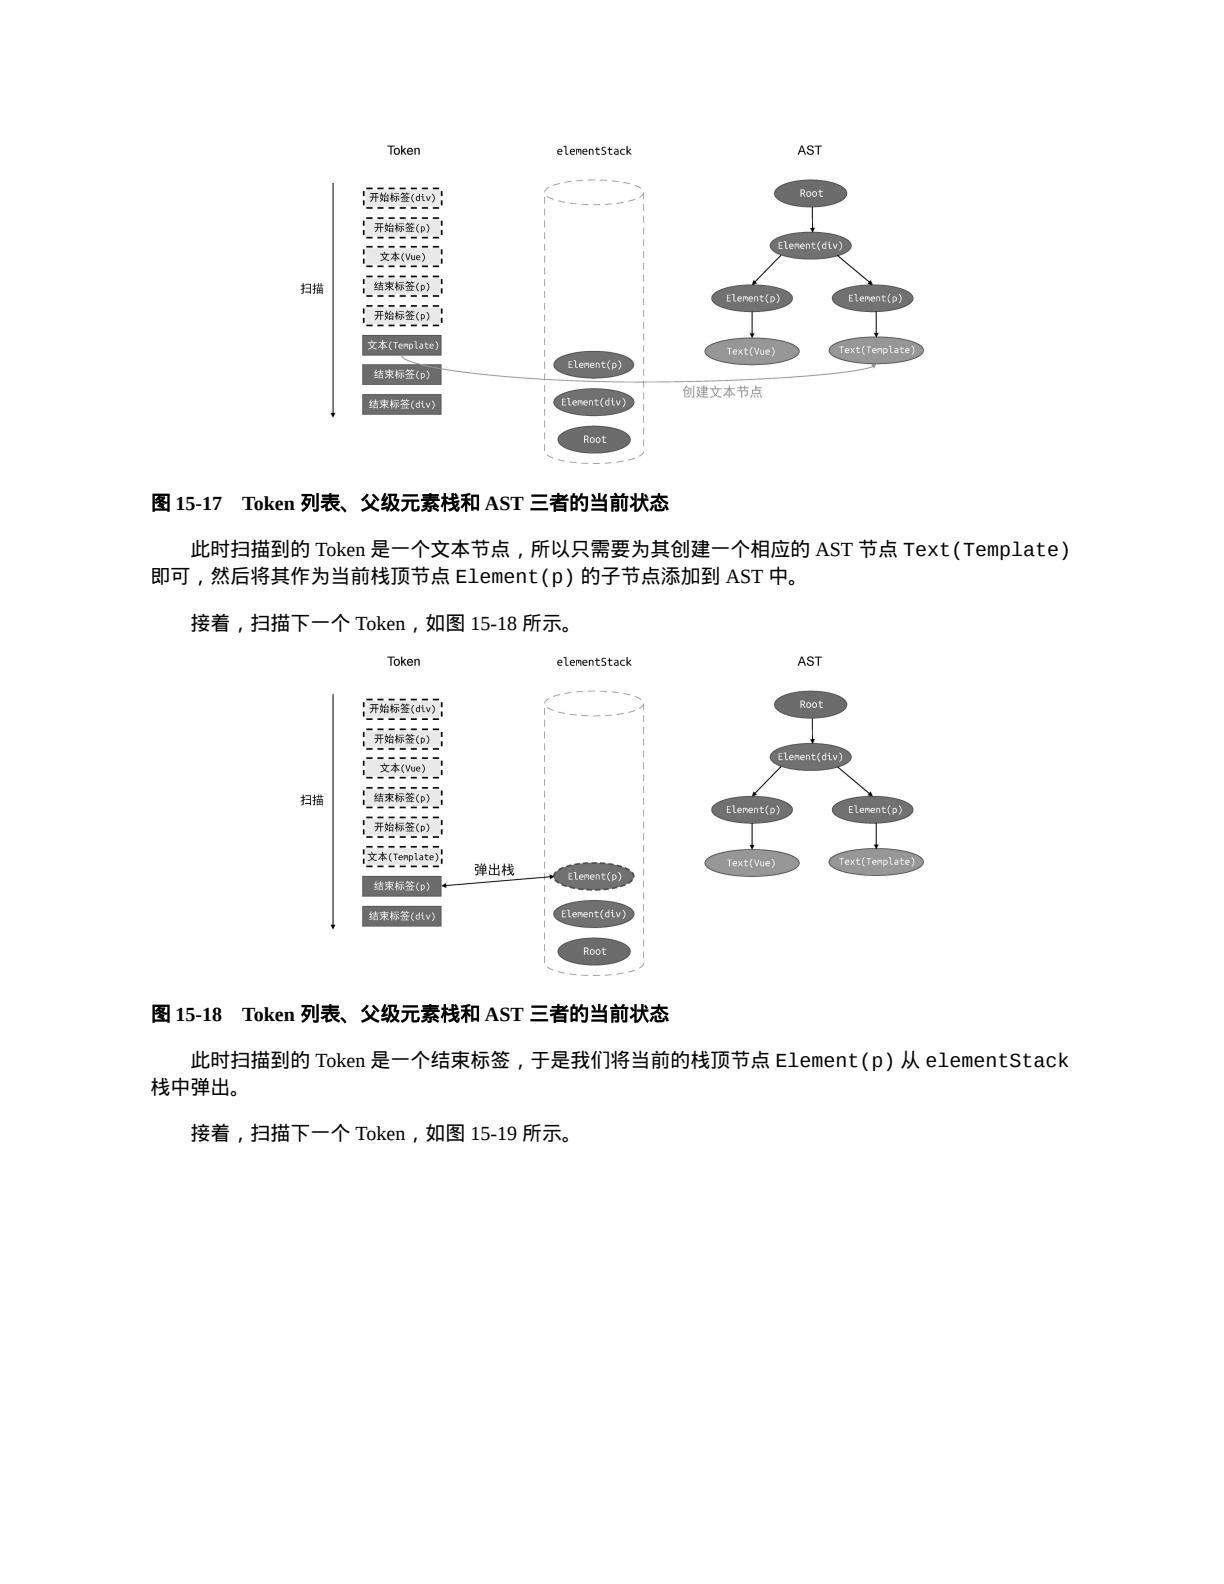 Token elementStack AST
扫描
开始标签(div)
开始标签(p)
文本(Vue)
结束标签(p)
开始标签(p)
文本(Template)
结束标签(p)
结束标签(div)
Element(p)
Element(div)
Root
Root
Element(div)
Element(p) Element(p)
Text(Vue) Text(Template)
创建文本节点
图 15-17 Token 列表、父级元素栈和 AST 三者的当前状态
此时扫描到的 Token 是一个文本节点，所以只需要为其创建一个相应的 AST 节点 Text(Template)
即可，然后将其作为当前栈顶节点 Element(p) 的子节点添加到 AST 中。
接着，扫描下一个 Token，如图 15-18 所示。
Token elementStack AST
扫描
开始标签(div)
开始标签(p)
文本(Vue)
结束标签(p)
开始标签(p)
文本(Template)
结束标签(p)
结束标签(div)
弹出栈
Element(p)
Element(div)
Root
Root
Element(div)
Element(p) Element(p)
Text(Vue) Text(Template)
图 15-18 Token 列表、父级元素栈和 AST 三者的当前状态
此时扫描到的 Token 是一个结束标签，于是我们将当前的栈顶节点 Element(p) 从 elementStack
栈中弹出。
接着，扫描下一个 Token，如图 15-19 所示。